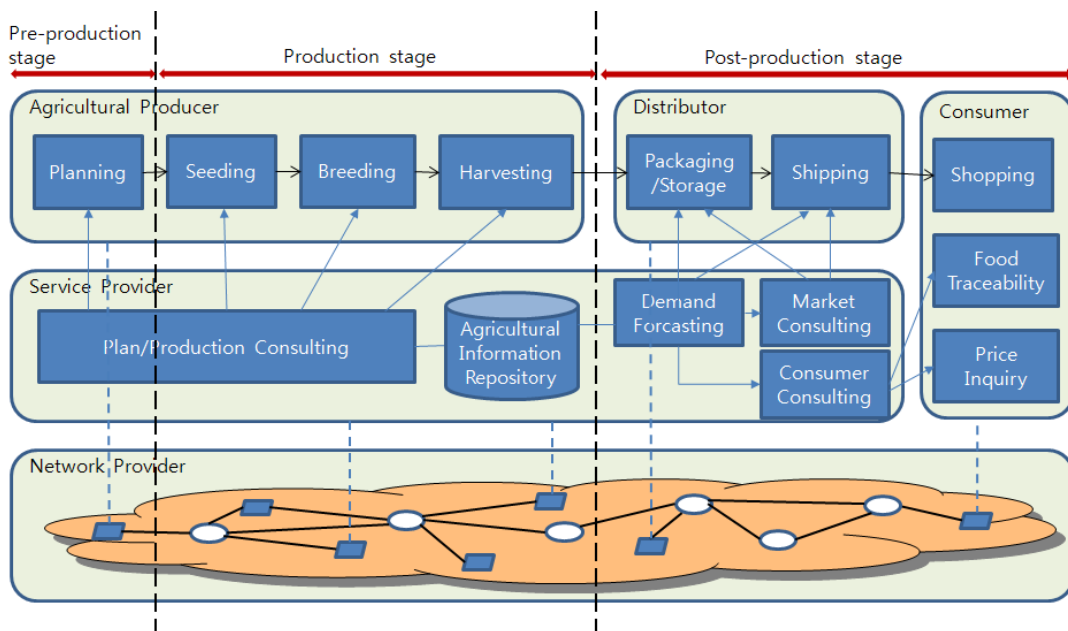 Pre-production
stage
Production stage
Post-production stage
Agricultural Producer
Distributor
Consumer
Planning
Seeding
Breeding
Harvesting
Packaging
/Storage
Shipping
Shopping
Food
Traceability
Price
Inquiry
Service Provider
Plan/Production Consulting
Agricultural
Information
Repository
Demand
Forcasting
Market
Consulting
Consumer
Consulting
Network Provider